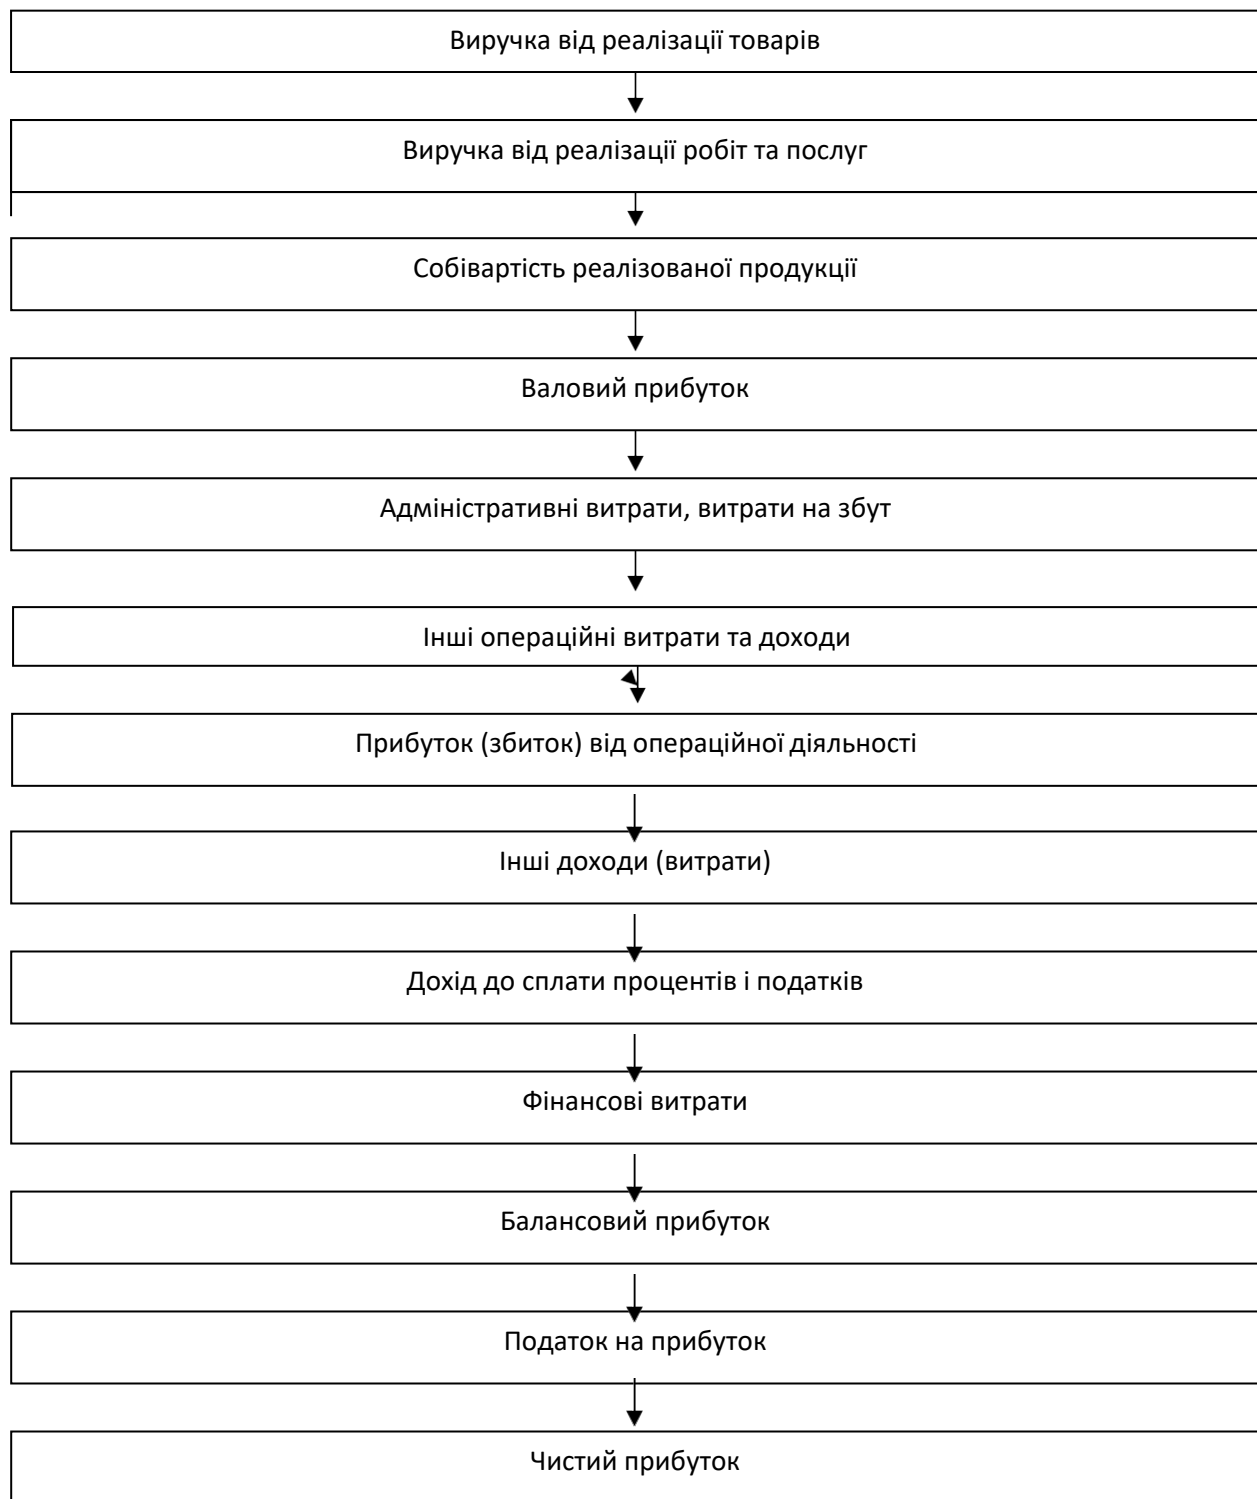 Виручка від реалізації товарів
Виручка від реалізації робіт та послуг
Собівартість реалізованої продукції
Валовий прибуток
Адміністративні витрати, витрати на збут
Інші операційні витрати та доходи
Прибуток (збиток) від операційної діяльності
Інші доходи (витрати)
Дохід до сплати процентів і податків
Фінансові витрати
Балансовий прибуток
Податок на прибуток
Чистий прибуток